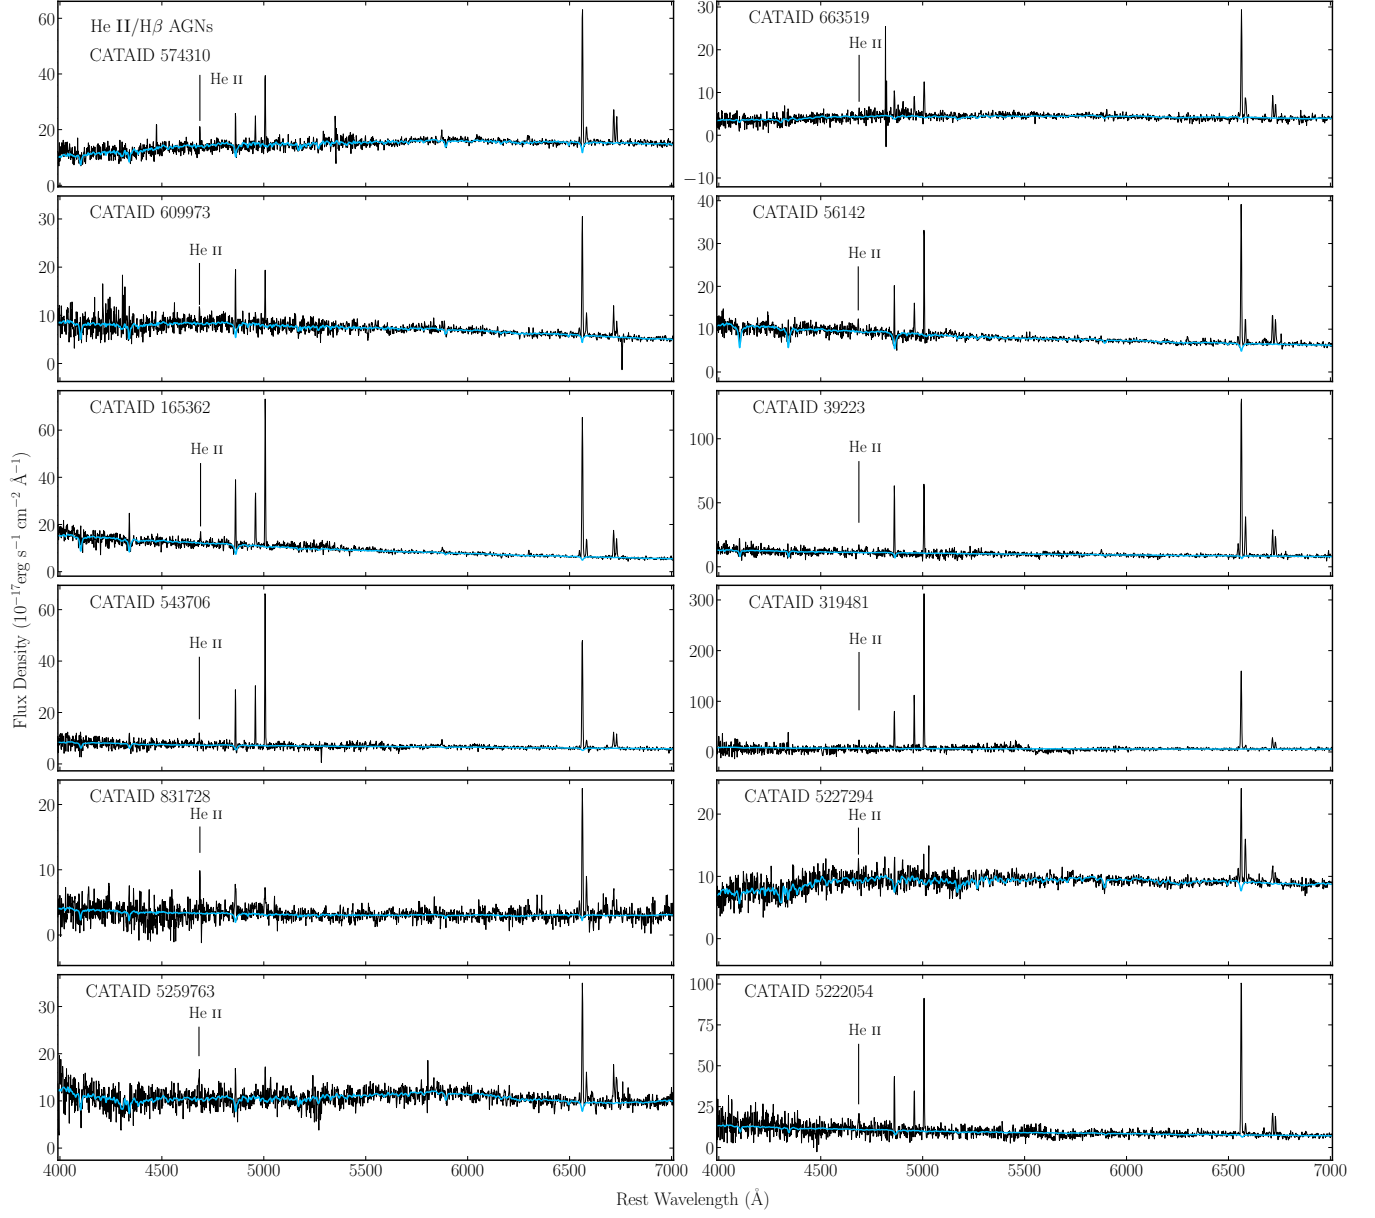 He II/Hβ AGNs
CATAID 574310
He II
60
40
20
0
CATAID 663519
He II
30
20
10
0
−10
CATAID 609973
He II
30
20
10
0
CATAID 56142
He II
40
30
20
10
0
CATAID 165362
He II
60
40
20
0
CATAID 39223
He II
100
50
0
CATAID 543706
He II
60
40
20
0
CATAID 319481
He II
300
200
100
0
CATAID 831728
He II
20
10
0
CATAID 5227294
He II
20
10
0
CATAID 5259763
He II
30
20
10
0
CATAID 5222054
He II
100
75
50
25
0
4000 4500 5000 5500 6000 6500 7000
4000 4500 5000 5500 6000 6500 7000
Rest Wavelength (Å)
Flux Density (10⁻¹⁷erg s⁻¹ cm⁻² Å⁻¹)